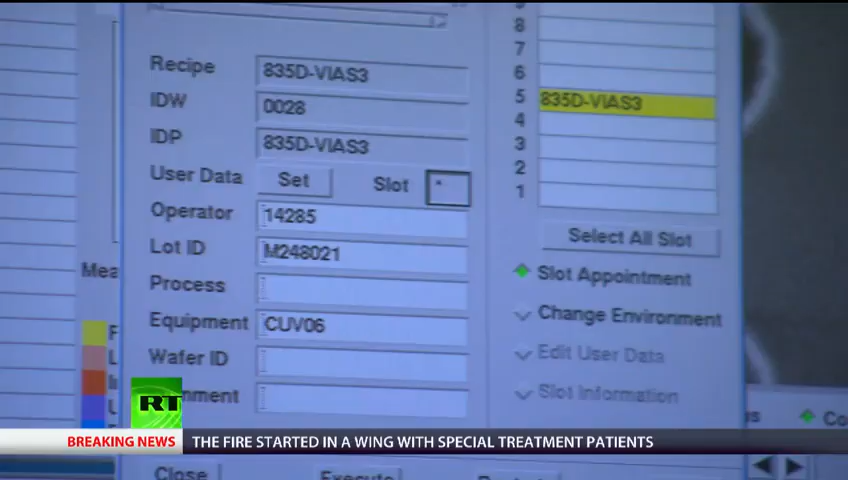 9
8
Recipe 835D-VIAS3
7
IDW 0028
6
5 835D-VIAS3
IDP 835D-VIAS3
4
3
User Data Set Slot *
2
1
Operator 14285
Select All Slot
Lot ID M248021
Slot Appointment
Process
Change Environment
Equipment CUV06
Edit User Data
Wafer ID
Slot Information
RT
BREAKING NEWS THE FIRE STARTED IN A WING WITH SPECIAL TREATMENT PATIENTS
Close Execute